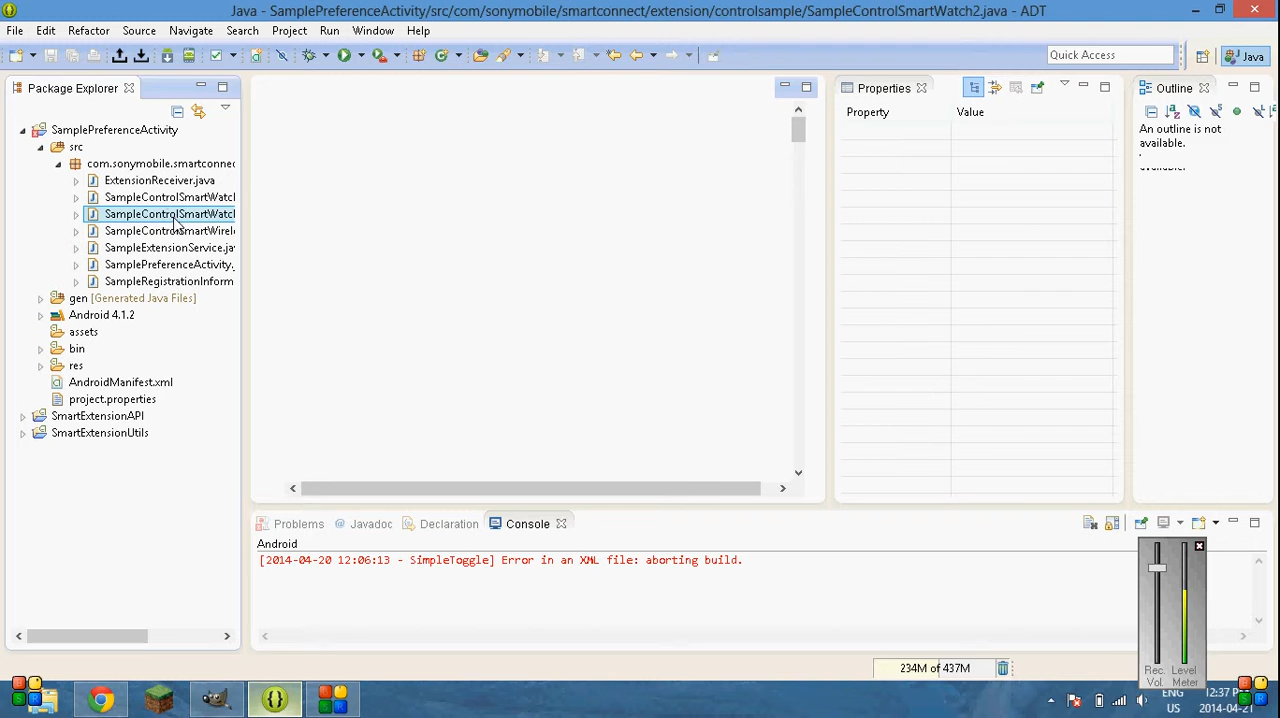 Java - SamplePreferenceActivity/src/com/sonymobile/smartconnect/extension/controlsample/SampleControlSmartWatch2.java - ADT
File Edit Refactor Source Navigate Search Project Run Window Help
Quick Access
Java
Package Explorer
SamplePreferenceActivity
src
com.sonymobile.smartconnec
ExtensionReceiver.java
SampleControlSmartWatcl
SampleControlSmartWatcl
SampleControlSmartWirel
SampleExtensionService.ja
SamplePreferenceActivity.
SampleRegistrationInform
gen [Generated Java Files]
Android 4.1.2
assets
bin
res
AndroidManifest.xml
project.properties
SmartExtensionAPI
SmartExtensionUtils
Properties
Property Value
Outline
An outline is not
available.
Problems @ Javadoc Declaration Console
Android
[2014-04-20 12:06:13 - SimpleToggle] Error in an XML file: aborting build.
234M of 437M
Rec. Vol.
Level Meter
ENG
US
12:37 PM
2014-04-21